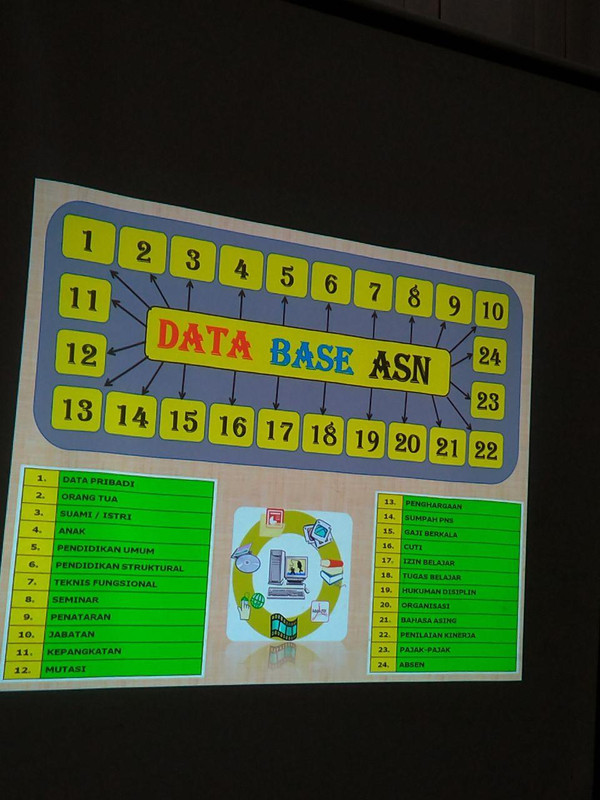 1 2 3 4 5 6 7 8 9 10
11
12
DATA BASE ASN
24
23
13 14 15 16 17 18 19 20 21 22
1. DATA PRIBADI
2. ORANG TUA
3. SUAMI / ISTRI
4. ANAK
5. PENDIDIKAN UMUM
6. PENDIDIKAN STRUKTURAL
7. TEKNIS FUNGSIONAL
8. SEMINAR
9. PENATARAN
10. JABATAN
11. KEPANGKATAN
12. MUTASI
13. PENGHARGAAN
14. SUMPAH PNS
15. GAJI BERKALA
16. CUTI
17. IZIN BELAJAR
18. TUGAS BELAJAR
19. HUKUMAN DISIPLIN
20. ORGANISASI
21. BAHASA ASING
22. PENILAIAN KINERJA
23. PAJAK-PAJAK
24. ABSEN